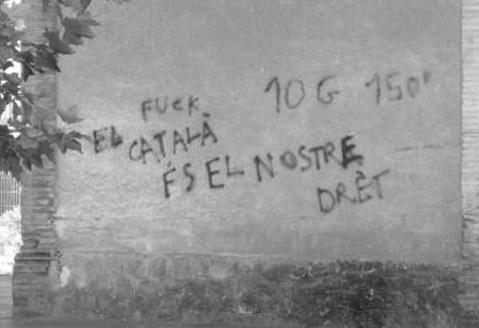 FUCK
EL CATALÀ
ÉS EL NOSTRE
DRÈT
10 G 150'